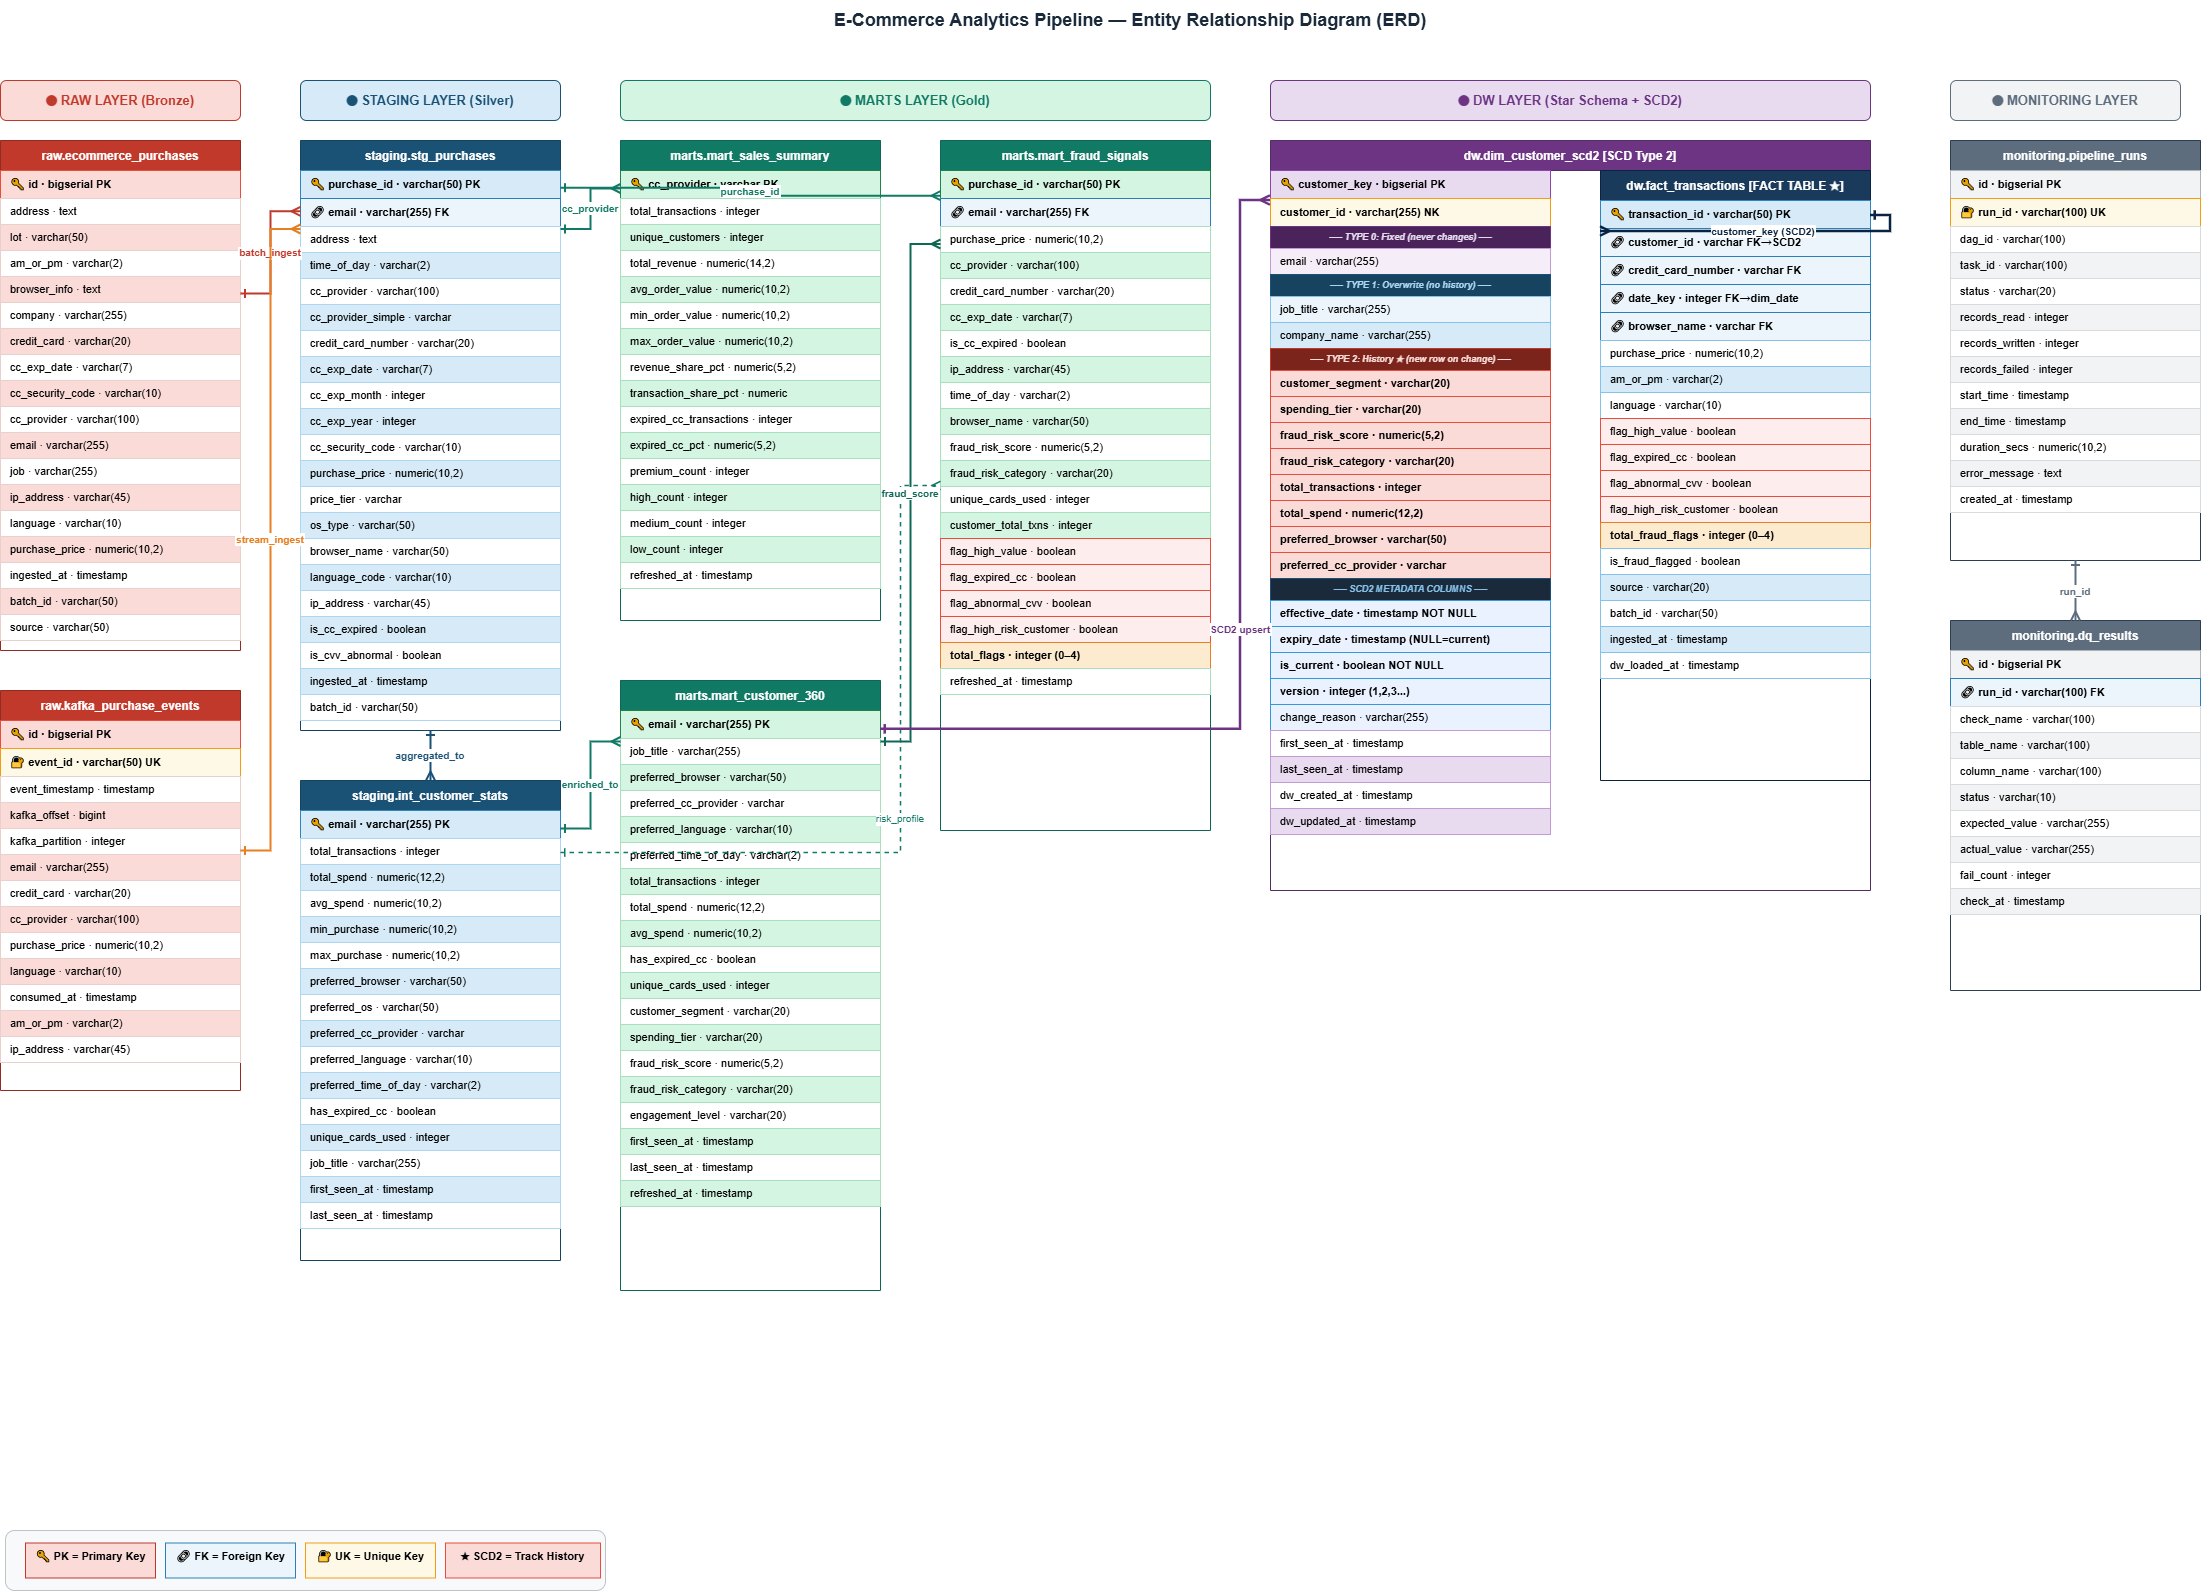 E-Commerce Analytics Pipeline — Entity Relationship Diagram (ERD)
● RAW LAYER (Bronze)
● STAGING LAYER (Silver)
● MARTS LAYER (Gold)
● DW LAYER (Star Schema + SCD2)
● MONITORING LAYER
raw.ecommerce_purchases
🔑 id · bigserial PK
address · text
lot · varchar(50)
am_or_pm · varchar(2)
browser_info · text
company · varchar(255)
credit_card · varchar(20)
cc_exp_date · varchar(7)
cc_security_code · varchar(10)
cc_provider · varchar(100)
email · varchar(255)
job · varchar(255)
ip_address · varchar(45)
language · varchar(10)
purchase_price · numeric(10,2)
ingested_at · timestamp
batch_id · varchar(50)
source · varchar(50)
raw.kafka_purchase_events
🔑 id · bigserial PK
🔐 event_id · varchar(50) UK
event_timestamp · timestamp
kafka_offset · bigint
kafka_partition · integer
email · varchar(255)
credit_card · varchar(20)
cc_provider · varchar(100)
purchase_price · numeric(10,2)
language · varchar(10)
consumed_at · timestamp
am_or_pm · varchar(2)
ip_address · varchar(45)
batch_ingest
stream_ingest
staging.stg_purchases
🔑 purchase_id · varchar(50) PK
🔗 email · varchar(255) FK
address · text
time_of_day · varchar(2)
cc_provider · varchar(100)
cc_provider_simple · varchar
credit_card_number · varchar(20)
cc_exp_date · varchar(7)
cc_exp_month · integer
cc_exp_year · integer
cc_security_code · varchar(10)
purchase_price · numeric(10,2)
price_tier · varchar
os_type · varchar(50)
browser_name · varchar(50)
language_code · varchar(10)
ip_address · varchar(45)
is_cc_expired · boolean
is_cvv_abnormal · boolean
ingested_at · timestamp
batch_id · varchar(50)
aggregated_to
staging.int_customer_stats
🔑 email · varchar(255) PK
total_transactions · integer
total_spend · numeric(12,2)
avg_spend · numeric(10,2)
min_purchase · numeric(10,2)
max_purchase · numeric(10,2)
preferred_browser · varchar(50)
preferred_os · varchar(50)
preferred_cc_provider · varchar
preferred_language · varchar(10)
preferred_time_of_day · varchar(2)
has_expired_cc · boolean
unique_cards_used · integer
job_title · varchar(255)
first_seen_at · timestamp
last_seen_at · timestamp
cc_provider
enriched_to
marts.mart_sales_summary
🔑 cc_provider · varchar PK
purchase_id
total_transactions · integer
unique_customers · integer
total_revenue · numeric(14,2)
avg_order_value · numeric(10,2)
min_order_value · numeric(10,2)
max_order_value · numeric(10,2)
revenue_share_pct · numeric(5,2)
transaction_share_pct · numeric
expired_cc_transactions · integer
expired_cc_pct · numeric(5,2)
premium_count · integer
high_count · integer
medium_count · integer
low_count · integer
refreshed_at · timestamp
marts.mart_customer_360
🔑 email · varchar(255) PK
job_title · varchar(255)
preferred_browser · varchar(50)
preferred_cc_provider · varchar
preferred_language · varchar(10)
preferred_time_of_day · varchar(2)
total_transactions · integer
total_spend · numeric(12,2)
avg_spend · numeric(10,2)
has_expired_cc · boolean
unique_cards_used · integer
customer_segment · varchar(20)
spending_tier · varchar(20)
fraud_risk_score · numeric(5,2)
fraud_risk_category · varchar(20)
engagement_level · varchar(20)
first_seen_at · timestamp
last_seen_at · timestamp
refreshed_at · timestamp
fraud_score
risk_profile
marts.mart_fraud_signals
🔑 purchase_id · varchar(50) PK
🔗 email · varchar(255) FK
purchase_price · numeric(10,2)
cc_provider · varchar(100)
credit_card_number · varchar(20)
cc_exp_date · varchar(7)
is_cc_expired · boolean
ip_address · varchar(45)
time_of_day · varchar(2)
browser_name · varchar(50)
fraud_risk_score · numeric(5,2)
fraud_risk_category · varchar(20)
unique_cards_used · integer
customer_total_txns · integer
flag_high_value · boolean
flag_expired_cc · boolean
flag_abnormal_cvv · boolean
flag_high_risk_customer · boolean
total_flags · integer (0–4)
refreshed_at · timestamp
SCD2 upsert
dw.dim_customer_scd2 [SCD Type 2]
🔑 customer_key · bigserial PK
customer_id · varchar(255) NK
── TYPE 0: Fixed (never changes) ──
email · varchar(255)
── TYPE 1: Overwrite (no history) ──
job_title · varchar(255)
company_name · varchar(255)
── TYPE 2: History ★ (new row on change) ──
customer_segment · varchar(20)
spending_tier · varchar(20)
fraud_risk_score · numeric(5,2)
fraud_risk_category · varchar(20)
total_transactions · integer
total_spend · numeric(12,2)
preferred_browser · varchar(50)
preferred_cc_provider · varchar
── SCD2 METADATA COLUMNS ──
effective_date · timestamp NOT NULL
expiry_date · timestamp (NULL=current)
is_current · boolean NOT NULL
version · integer (1,2,3...)
change_reason · varchar(255)
first_seen_at · timestamp
last_seen_at · timestamp
dw_created_at · timestamp
dw_updated_at · timestamp
dw.fact_transactions [FACT TABLE ★]
🔑 transaction_id · varchar(50) PK
customer_key (SCD2)
🔗 customer_id · varchar FK→SCD2
🔗 credit_card_number · varchar FK
🔗 date_key · integer FK→dim_date
🔗 browser_name · varchar FK
purchase_price · numeric(10,2)
am_or_pm · varchar(2)
language · varchar(10)
flag_high_value · boolean
flag_expired_cc · boolean
flag_abnormal_cvv · boolean
flag_high_risk_customer · boolean
total_fraud_flags · integer (0–4)
is_fraud_flagged · boolean
source · varchar(20)
batch_id · varchar(50)
ingested_at · timestamp
dw_loaded_at · timestamp
monitoring.pipeline_runs
🔑 id · bigserial PK
🔐 run_id · varchar(100) UK
dag_id · varchar(100)
task_id · varchar(100)
status · varchar(20)
records_read · integer
records_written · integer
records_failed · integer
start_time · timestamp
end_time · timestamp
duration_secs · numeric(10,2)
error_message · text
created_at · timestamp
run_id
monitoring.dq_results
🔑 id · bigserial PK
🔗 run_id · varchar(100) FK
check_name · varchar(100)
table_name · varchar(100)
column_name · varchar(100)
status · varchar(10)
expected_value · varchar(255)
actual_value · varchar(255)
fail_count · integer
check_at · timestamp
🔑 PK = Primary Key
🔗 FK = Foreign Key
🔐 UK = Unique Key
★ SCD2 = Track History